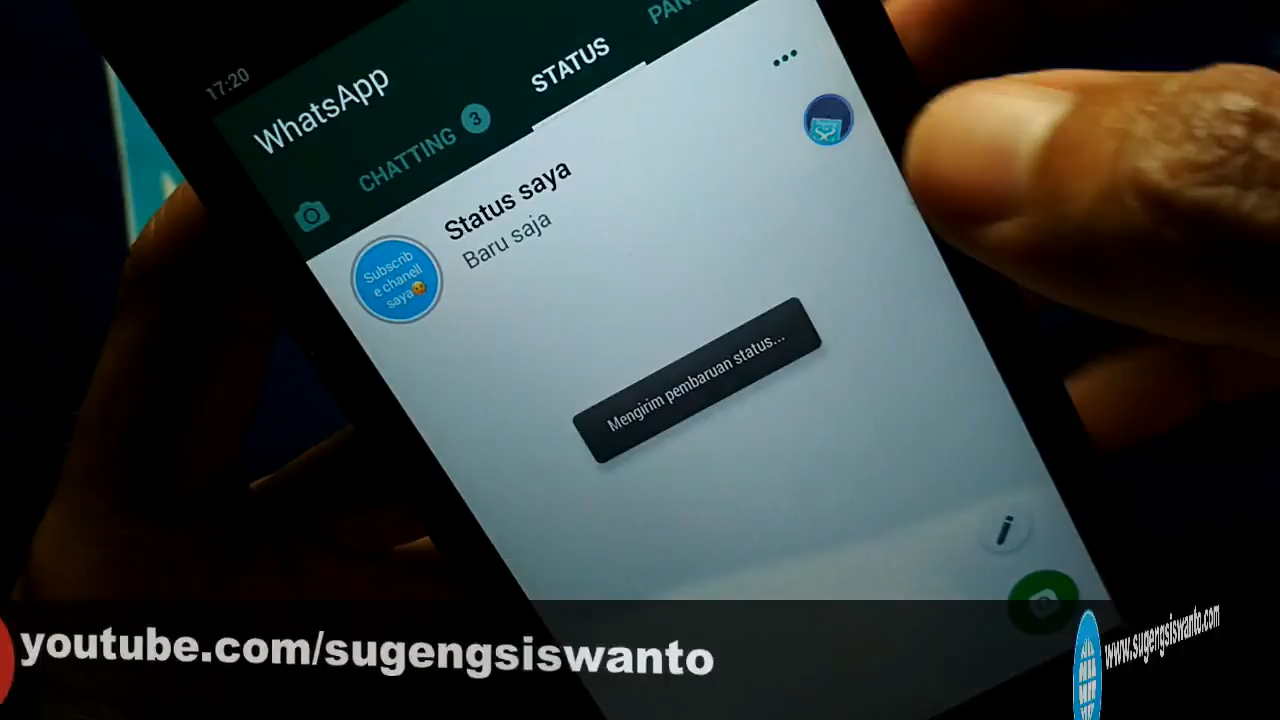 17:20
WhatsApp
CHATTING 3
STATUS
PAN
Status saya
Baru saja
Subscrib
e chanell
saya😘
Mengirim pembaruan status...
youtube.com/sugengsiswanto
www.sugengsiswanto.com